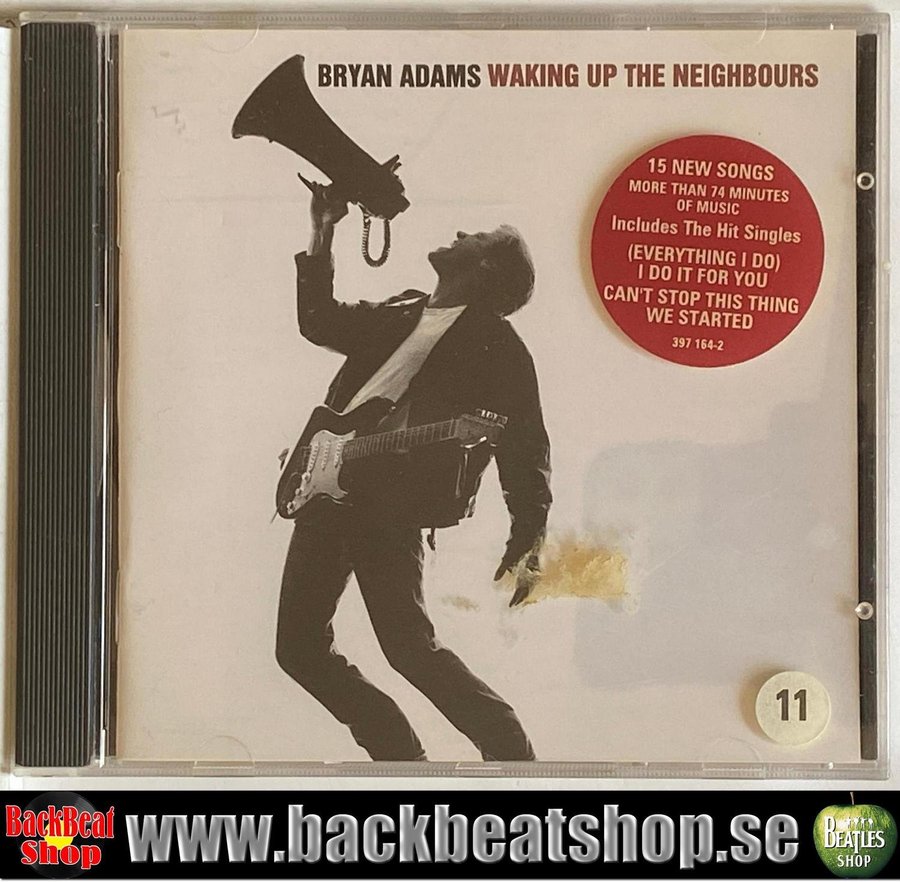 BRYAN ADAMS WAKING UP THE NEIGHBOURS
15 NEW SONGS
MORE THAN 74 MINUTES
OF MUSIC
Includes The Hit Singles
(EVERYTHING I DO)
I DO IT FOR YOU
CAN'T STOP THIS THING
WE STARTED
397 164-2
11
BackBeat
Shop
www.backbeatshop.se
BEATLES
SHOP